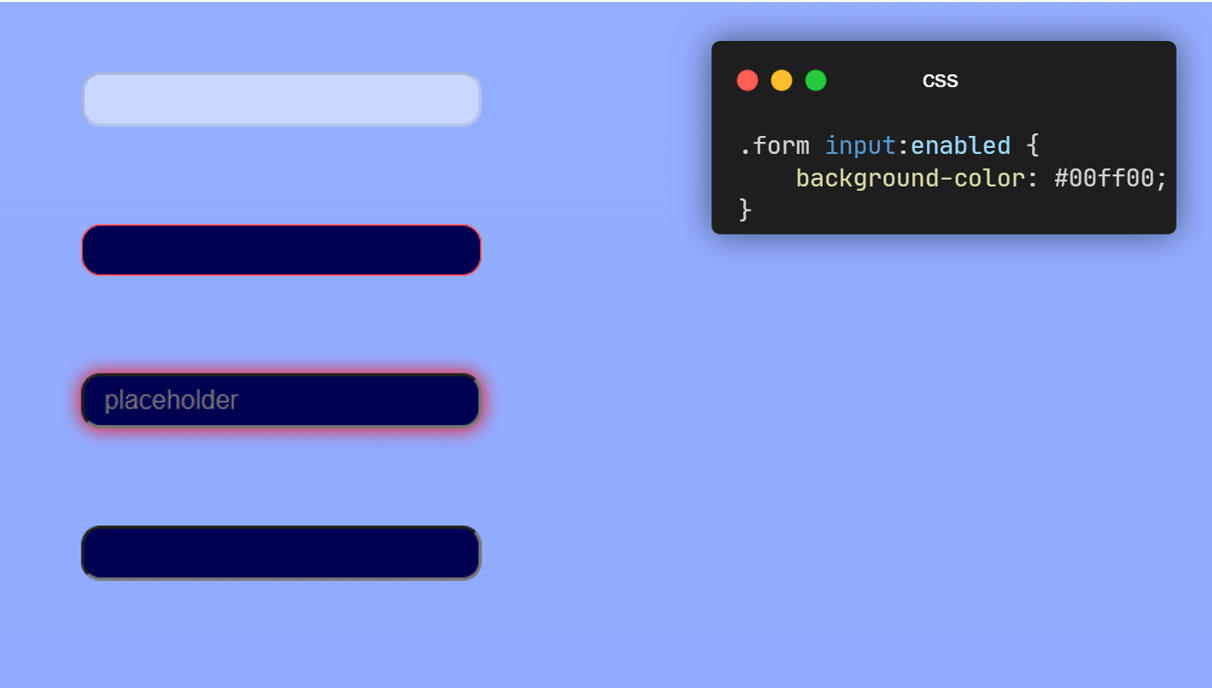 CSS
.form input:enabled {
    background-color: #00ff00;
}
placeholder